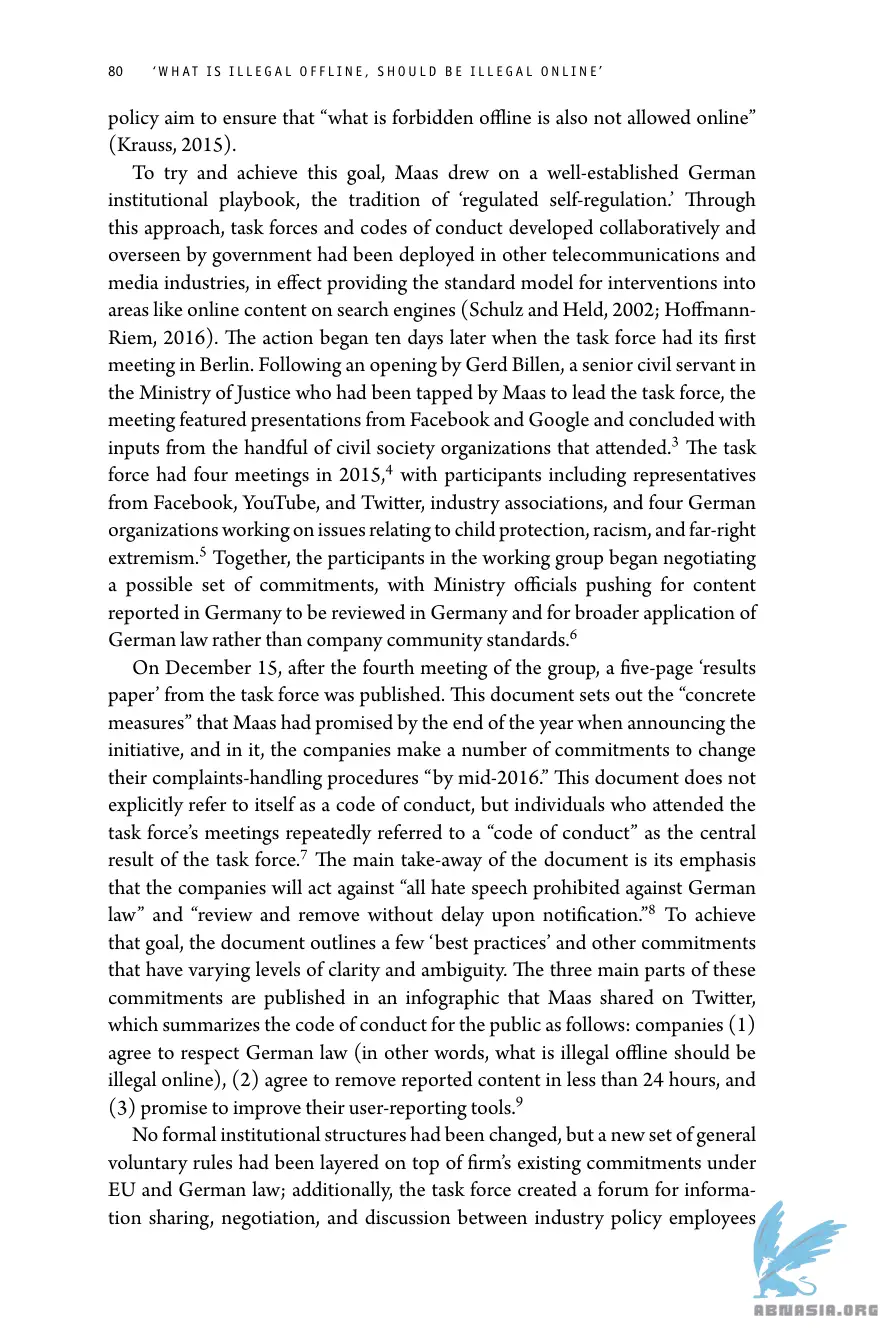 80 ‘WHAT IS ILLEGAL OFFLINE, SHOULD BE ILLEGAL ONLINE’
policy aim to ensure that “what is forbidden offline is also not allowed online”
(Krauss, 2015).
To try and achieve this goal, Maas drew on a well-established German
institutional playbook, the tradition of ‘regulated self-regulation.’ Through
this approach, task forces and codes of conduct developed collaboratively and
overseen by government had been deployed in other telecommunications and
media industries, in effect providing the standard model for interventions into
areas like online content on search engines (Schulz and Held, 2002; Hoffmann-
Riem, 2016). The action began ten days later when the task force had its first
meeting in Berlin. Following an opening by Gerd Billen, a senior civil servant in
the Ministry of Justice who had been tapped by Maas to lead the task force, the
meeting featured presentations from Facebook and Google and concluded with
inputs from the handful of civil society organizations that attended.³ The task
force had four meetings in 2015,⁴ with participants including representatives
from Facebook, YouTube, and Twitter, industry associations, and four German
organizations working on issues relating to child protection, racism, and far-right
extremism.⁵ Together, the participants in the working group began negotiating
a possible set of commitments, with Ministry officials pushing for content
reported in Germany to be reviewed in Germany and for broader application of
German law rather than company community standards.⁶
On December 15, after the fourth meeting of the group, a five-page ‘results
paper’ from the task force was published. This document sets out the “concrete
measures” that Maas had promised by the end of the year when announcing the
initiative, and in it, the companies make a number of commitments to change
their complaints-handling procedures “by mid-2016.” This document does not
explicitly refer to itself as a code of conduct, but individuals who attended the
task force’s meetings repeatedly referred to a “code of conduct” as the central
result of the task force.⁷ The main take-away of the document is its emphasis
that the companies will act against “all hate speech prohibited against German
law” and “review and remove without delay upon notification.”⁸ To achieve
that goal, the document outlines a few ‘best practices’ and other commitments
that have varying levels of clarity and ambiguity. The three main parts of these
commitments are published in an infographic that Maas shared on Twitter,
which summarizes the code of conduct for the public as follows: companies (1)
agree to respect German law (in other words, what is illegal offline should be
illegal online), (2) agree to remove reported content in less than 24 hours, and
(3) promise to improve their user-reporting tools.⁹
No formal institutional structures had been changed, but a new set of general
voluntary rules had been layered on top of firm’s existing commitments under
EU and German law; additionally, the task force created a forum for informa-
tion sharing, negotiation, and discussion between industry policy employees
ABNASIA.ORG